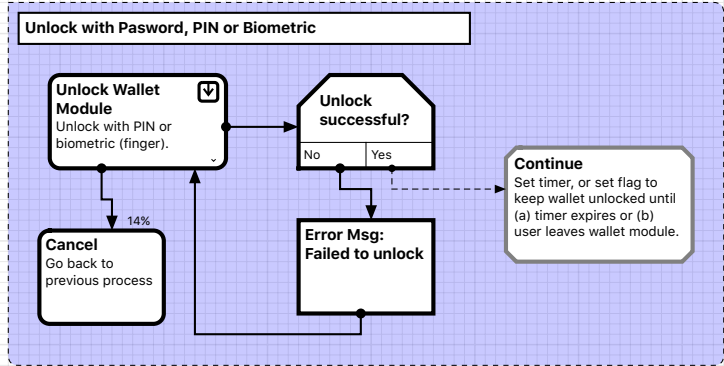 Unlock with Pasword, PIN or Biometric
Unlock Wallet
Module
Unlock with PIN or
biometric (finger).
Unlock
successful?
No
Yes
Continue
Set timer, or set flag to
keep wallet unlocked until
(a) timer expires or (b)
user leaves wallet module.
14%
Cancel
Go back to
previous process
Error Msg:
Failed to unlock